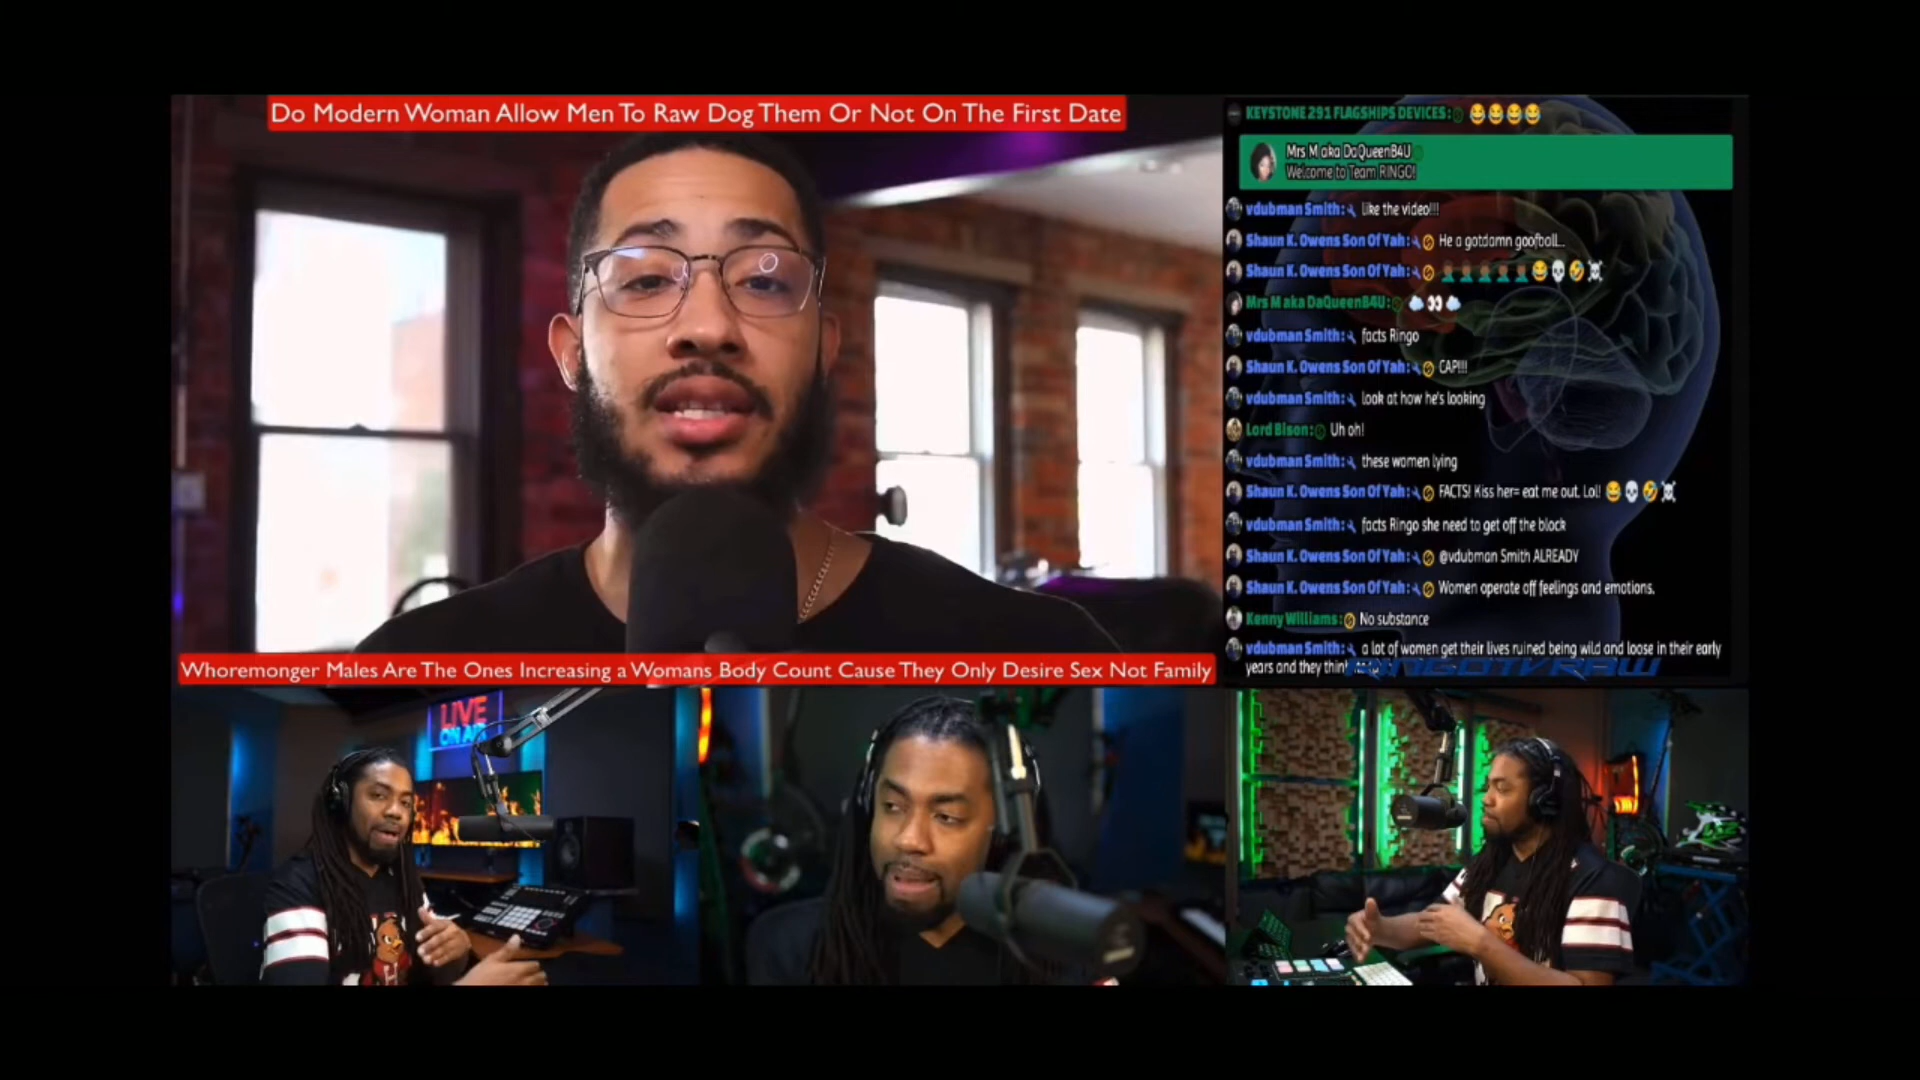 Do Modern Woman Allow Men To Raw Dog Them Or Not On The First Date
KEYSTONE 291 FLAGSHIPS DEVICES: 😂😂😂😂
Mrs M aka DaQueenB4U
Welcome to Team RINGO!
vdubman Smith: like the video!!!
Shaun K. Owens Son Of Yah: He a gotdamn goofball...
Shaun K. Owens Son Of Yah: 🤦🏾‍♂️🤦🏾‍♂️🤦🏾‍♂️🤦🏾‍♂️🤦🏾‍♂️😂💀🤣☠️
Mrs M aka DaQueenB4U: ☁️👀☁️
vdubman Smith: facts Ringo
Shaun K. Owens Son Of Yah: CAP!!!
vdubman Smith: look at how he's looking
Lord Bison: Uh oh!
vdubman Smith: these women lying
Shaun K. Owens Son Of Yah: FACTS! Kiss her= eat me out. Lol! 😂💀🤣☠️
vdubman Smith: facts Ringo she need to get off the block
Shaun K. Owens Son Of Yah: @vdubman Smith ALREADY
Shaun K. Owens Son Of Yah: Women operate off feelings and emotions.
Kenny Williams: No substance
vdubman Smith: a lot of women get their lives ruined being wild and loose in their early
years and they think
RINGOTVRAW
Whoremonger Males Are The Ones Increasing a Womans Body Count Cause They Only Desire Sex Not Family
LIVE
ON AIR